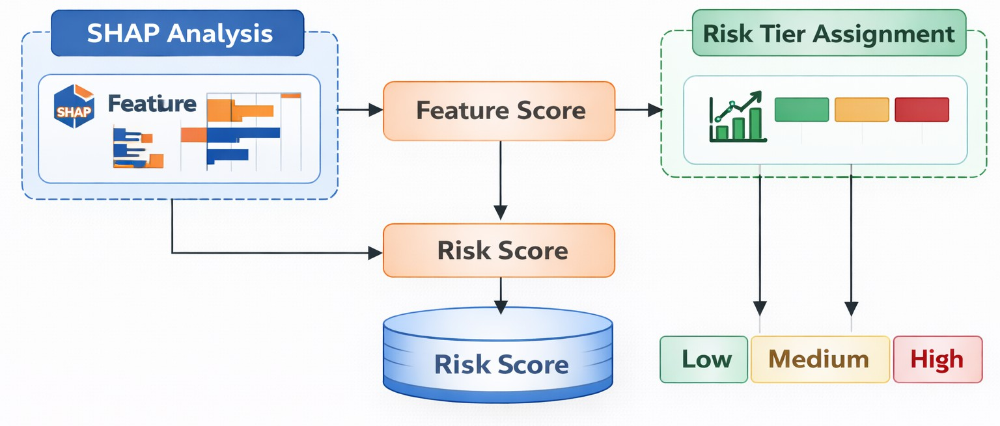 SHAP Analysis
Risk Tier Assignment
SHAP
Feature
Feature Score
Risk Score
Risk Score
Low
Medium
High